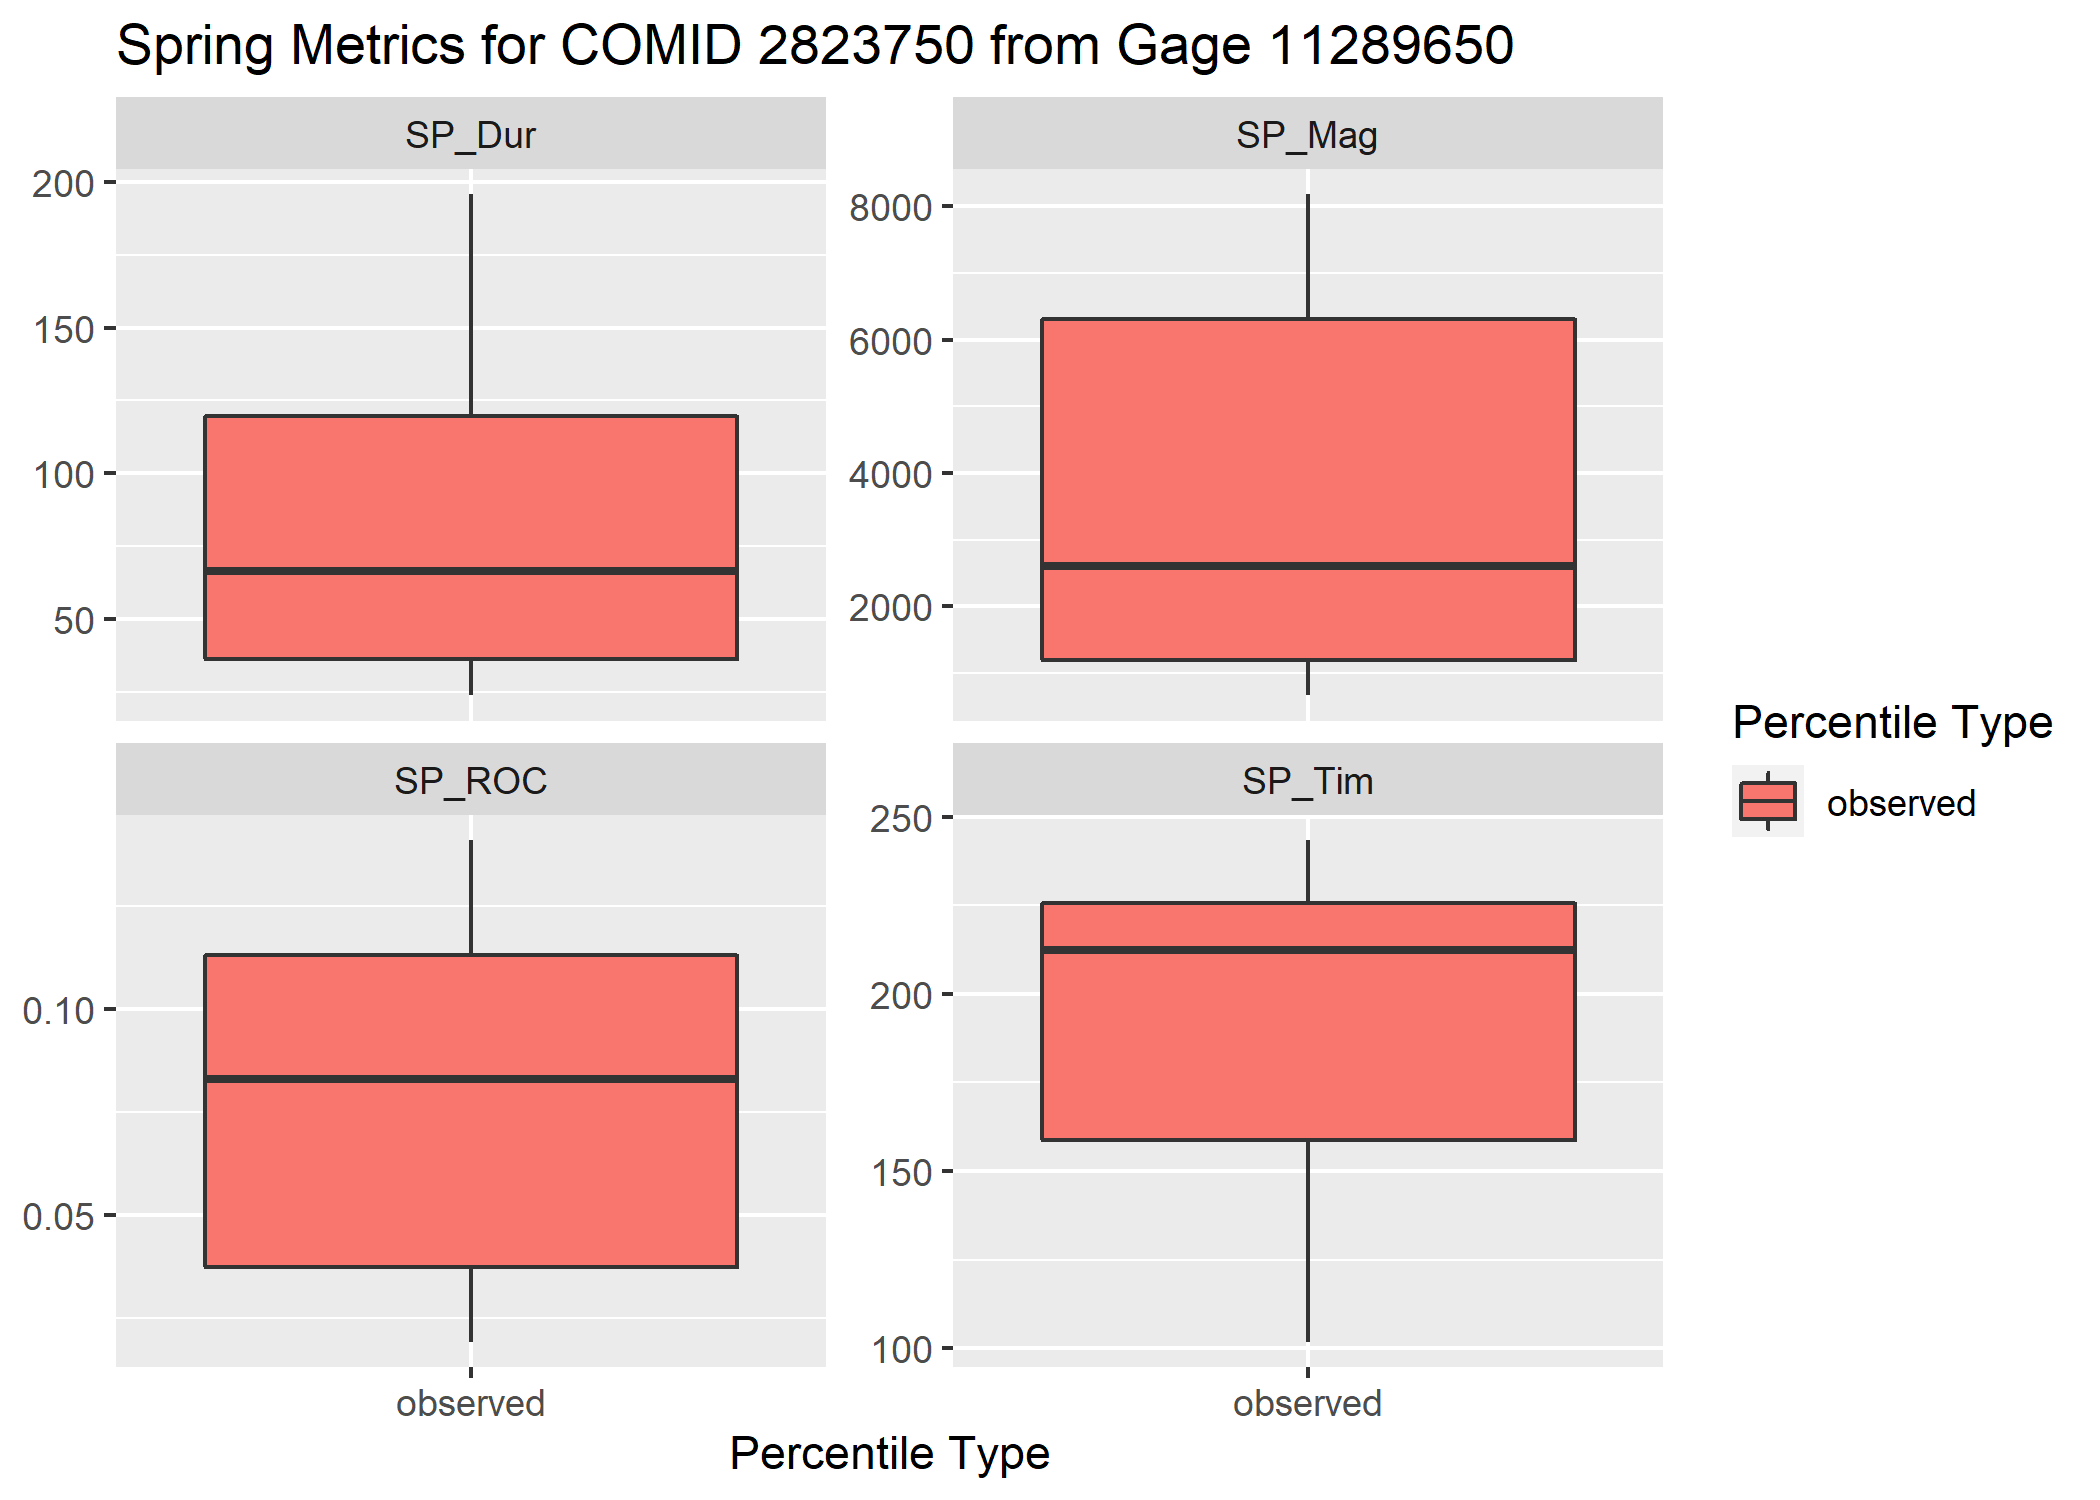 Spring Metrics for COMID 2823750 from Gage 11289650
SP_Dur
200
150
100
50
SP_Mag
8000
6000
4000
2000
SP_ROC
0.10
0.05
observed
SP_Tim
250
200
150
100
observed
Percentile Type
Percentile Type
observed